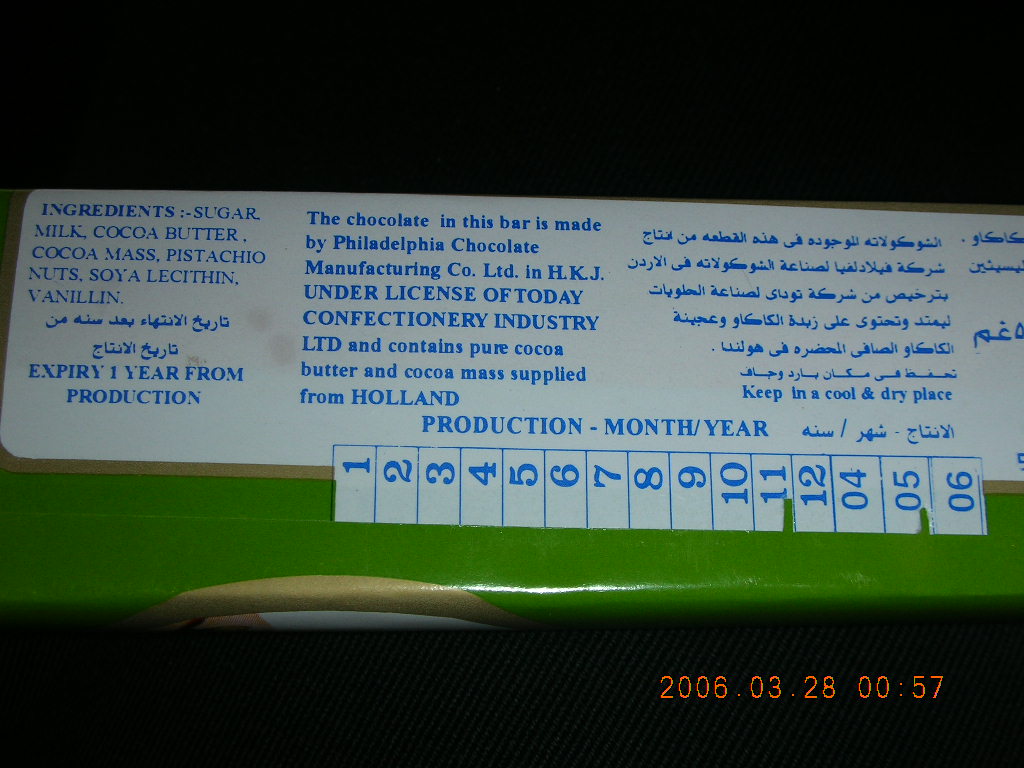 INGREDIENTS :-SUGAR,
MILK, COCOA BUTTER ,
COCOA MASS, PISTACHIO
NUTS, SOYA LECITHIN,
VANILLIN.
تاريخ الانتهاء بعد سنه من
تاريخ الانتاج
EXPIRY 1 YEAR FROM
PRODUCTION
The chocolate in this bar is made
by Philadelphia Chocolate
Manufacturing Co. Ltd. in H.K.J.
UNDER LICENSE OF TODAY
CONFECTIONERY INDUSTRY
LTD and contains pure cocoa
butter and cocoa mass supplied
from HOLLAND
الشوكولاته الموجوده فى هذه القطعه من انتاج
شركة فيلادلفيا لصناعة الشوكولاته فى الاردن
بترخيص من شركة توداى لصناعة الحلويات
ليمتد وتحتوى على زبدة الكاكاو وعجينة
الكاكاو الصافى المحضره فى هولندا .
تحفظ فى مكان بارد وجاف
Keep in a cool & dry place
PRODUCTION - MONTH/YEAR الانتاج - شهر / سنه
1 2 3 4 5 6 7 8 9 10 11 12 04 05 06
2006.03.28 00:57